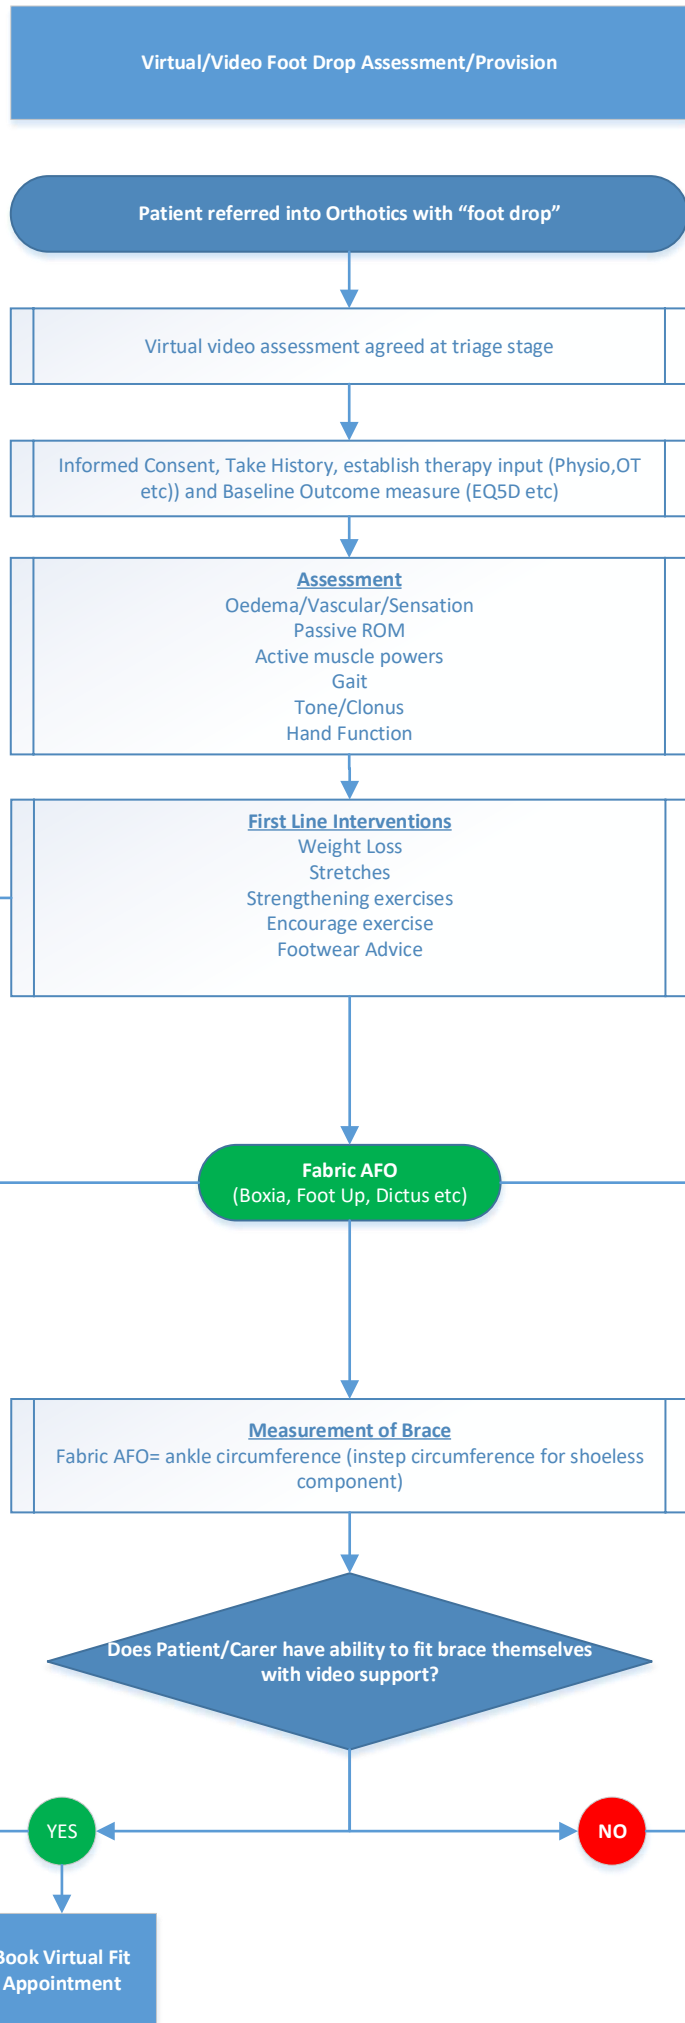 Virtual/Video Foot Drop Assessment/Provision
Patient referred into Orthotics with “foot drop”
Virtual video assessment agreed at triage stage
Informed Consent, Take History, establish therapy input (Physio,OT
etc)) and Baseline Outcome measure (EQ5D etc)
Assessment
Oedema/Vascular/Sensation
Passive ROM
Active muscle powers
Gait
Tone/Clonus
Hand Function
First Line Interventions
Weight Loss
Stretches
Strengthening exercises
Encourage exercise
Footwear Advice
Fabric AFO
(Boxia, Foot Up, Dictus etc)
Measurement of Brace
Fabric AFO= ankle circumference (instep circumference for shoeless
component)
Does Patient/Carer have ability to fit brace themselves
with video support?
YES
NO
Book Virtual Fit
Appointment